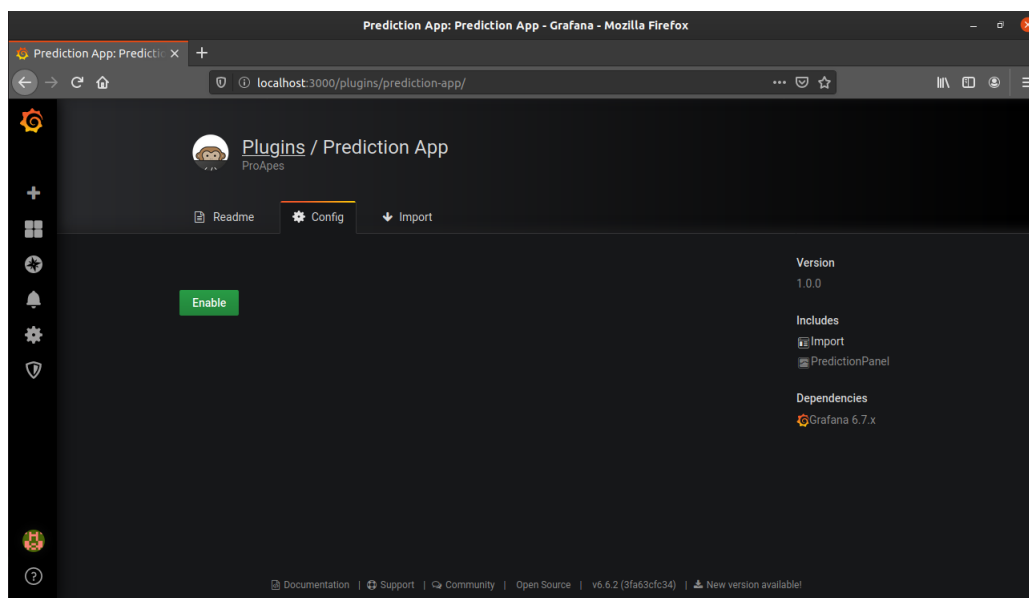 Prediction App: Prediction App - Grafana - Mozilla Firefox
Prediction App: Predictio
localhost:3000/plugins/prediction-app/
Plugins / Prediction App
ProApes
Readme Config Import
Version
1.0.0
Enable
Includes
Import
PredictionPanel
Dependencies
Grafana 6.7.x
Documentation | Support | Community | Open Source | v6.6.2 (3fa63cfc34) | New version available!